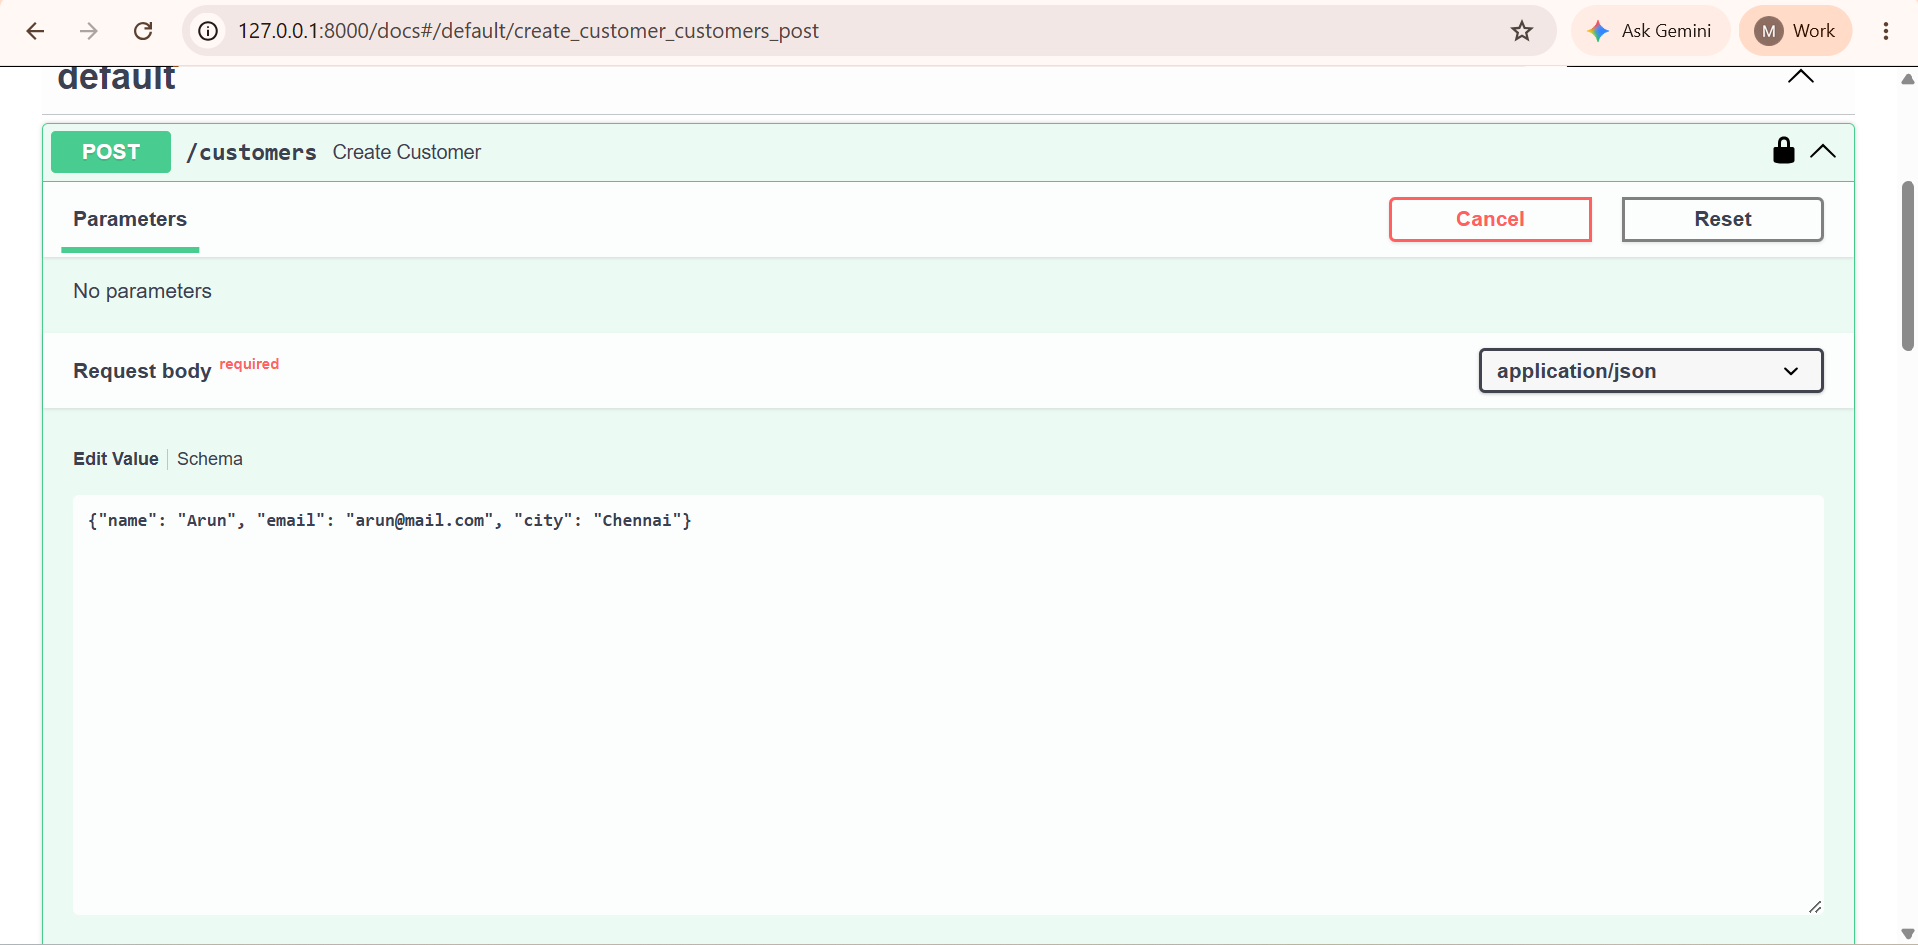 127.0.0.1:8000/docs#/default/create_customer_customers_post
Ask Gemini
M
Work
default
POST /customers Create Customer
Parameters
Cancel
Reset
No parameters
Request body required
application/json
Edit Value
Schema
{"name": "Arun", "email": "arun@mail.com", "city": "Chennai"}